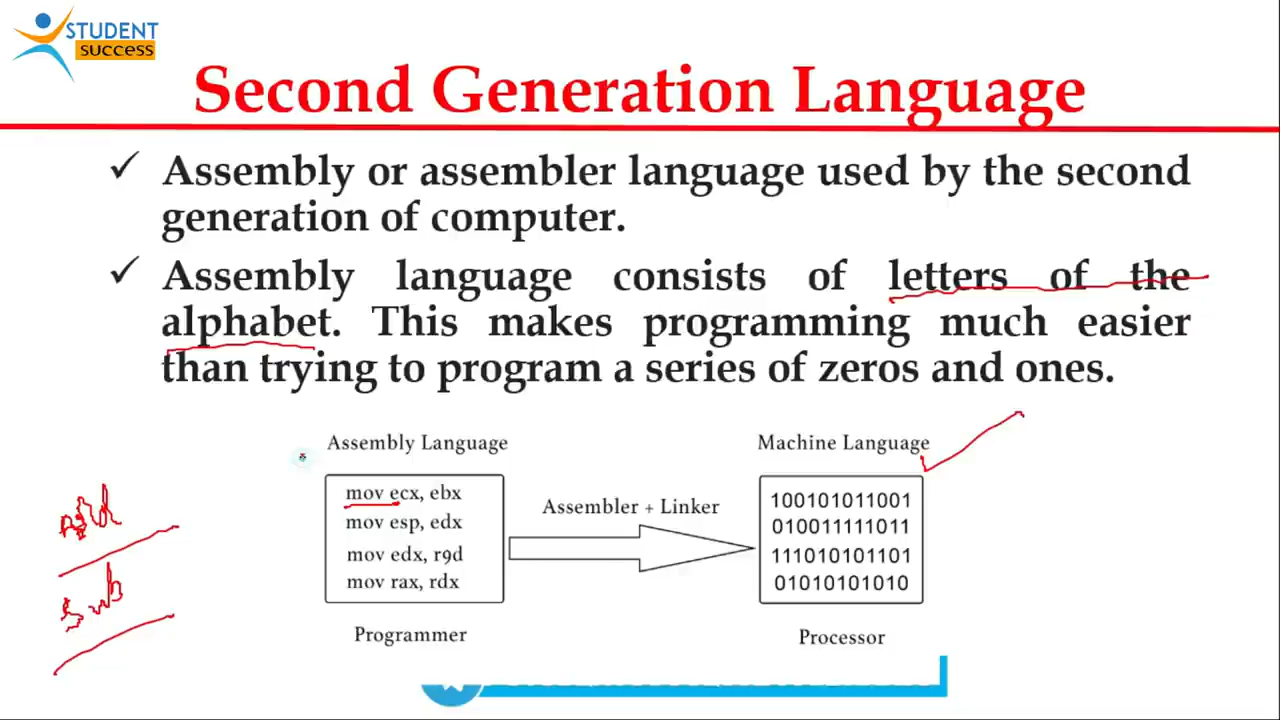 STUDENT
success
Second Generation Language
✓ Assembly or assembler language used by the second
generation of computer.
✓ Assembly language consists of letters of the
alphabet. This makes programming much easier
than trying to program a series of zeros and ones.
Assembly Language
mov ecx, ebx
mov esp, edx
mov edx, r9d
mov rax, rdx
Programmer
Assembler + Linker
Machine Language
100101011001
010011111011
111010101101
01010101010
Processor
Add
Sub